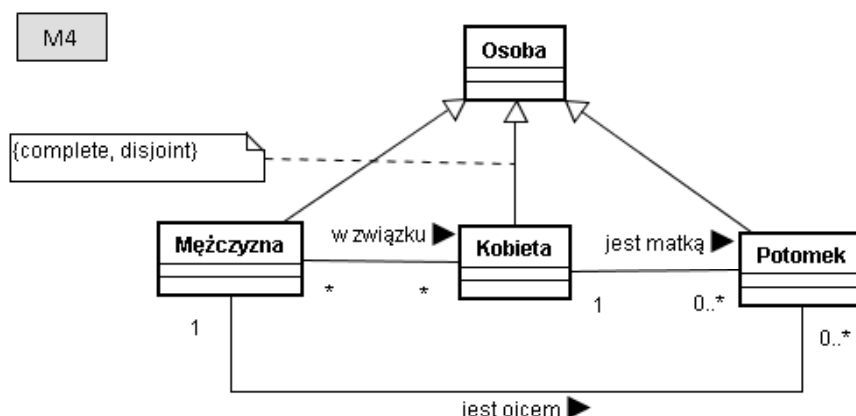 M4
Osoba
{complete, disjoint}
Mężczyzna
w związku
Kobieta
jest matką
Potomek
*
*
1
0..*
1
0..*
jest ojcem